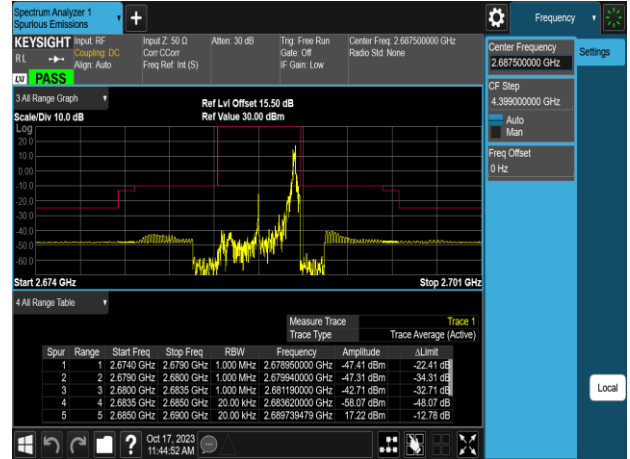 Spectrum Analyzer 1
Spurious Emissions
Frequency
KEYSIGHT Input: RF Input Z: 50 Ω Atten: 30 dB Trig: Free Run Center Freq: 2.687500000 GHz
RL Coupling: DC Corr CCorr Gate: Off Radio Std: None
Align: Auto Freq Ref: Int (S) IF Gain: Low
LXI PASS
3 All Range Graph
Ref Lvl Offset 15.50 dB
Scale/Div 10.0 dB Ref Value 30.00 dBm
Log
20.0
10.0
0.00
-10.0
-20.0
-30.0
-40.0
-50.0
-60.0
Start 2.674 GHz Stop 2.701 GHz
4 All Range Table
Measure Trace Trace 1
Trace Type Trace Average (Active)
Spur Range Start Freq Stop Freq RBW Frequency Amplitude ΔLimit
1 1 2.6740 GHz 2.6790 GHz 1.000 MHz 2.678950000 GHz -47.41 dBm -22.41 dB
2 2 2.6790 GHz 2.6800 GHz 1.000 MHz 2.679940000 GHz -47.31 dBm -34.31 dB
3 3 2.6800 GHz 2.6835 GHz 1.000 MHz 2.681190000 GHz -42.71 dBm -32.71 dB
4 4 2.6835 GHz 2.6850 GHz 20.00 kHz 2.683620000 GHz -58.07 dBm -48.07 dB
5 5 2.6850 GHz 2.6900 GHz 20.00 kHz 2.689739479 GHz 17.22 dBm -12.78 dB
Oct 17, 2023
11:44:52 AM
Center Frequency
2.687500000 GHz
Settings
CF Step
4.399000000 GHz
Auto
Man
Freq Offset
0 Hz
Local